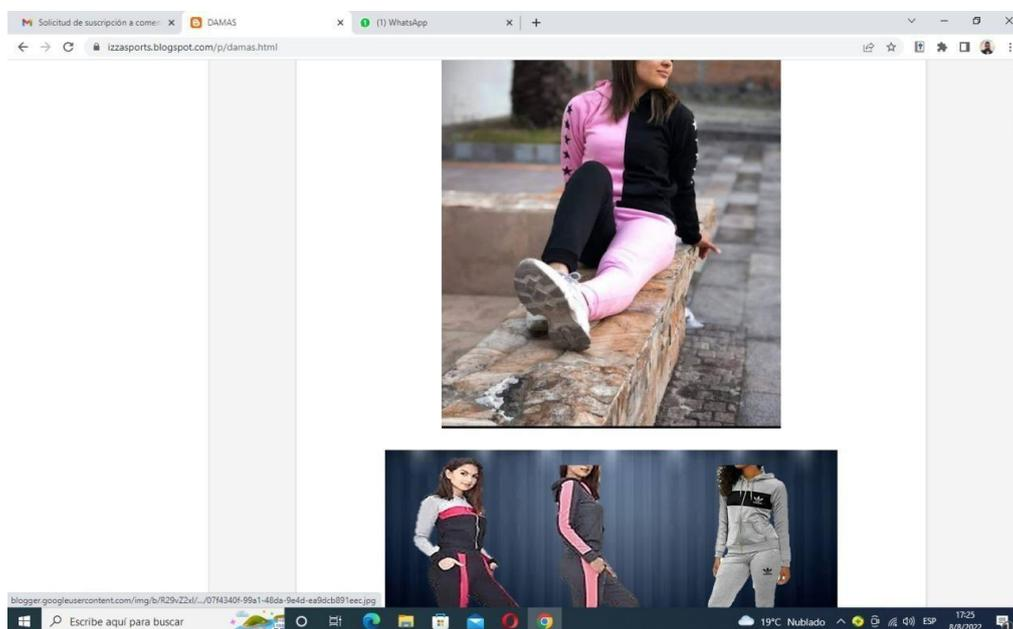 Solicitud de suscripción a comen
DAMAS
(1) WhatsApp
izzasports.blogspot.com/p/damas.html
blogger.googleusercontent.com/img/b/R29vZ2xl/.../07f4340f-99a1-48da-9e4d-ea9dcb891eec.jpg
Escribe aquí para buscar
19°C Nublado
ESP
17:25
8/8/2022